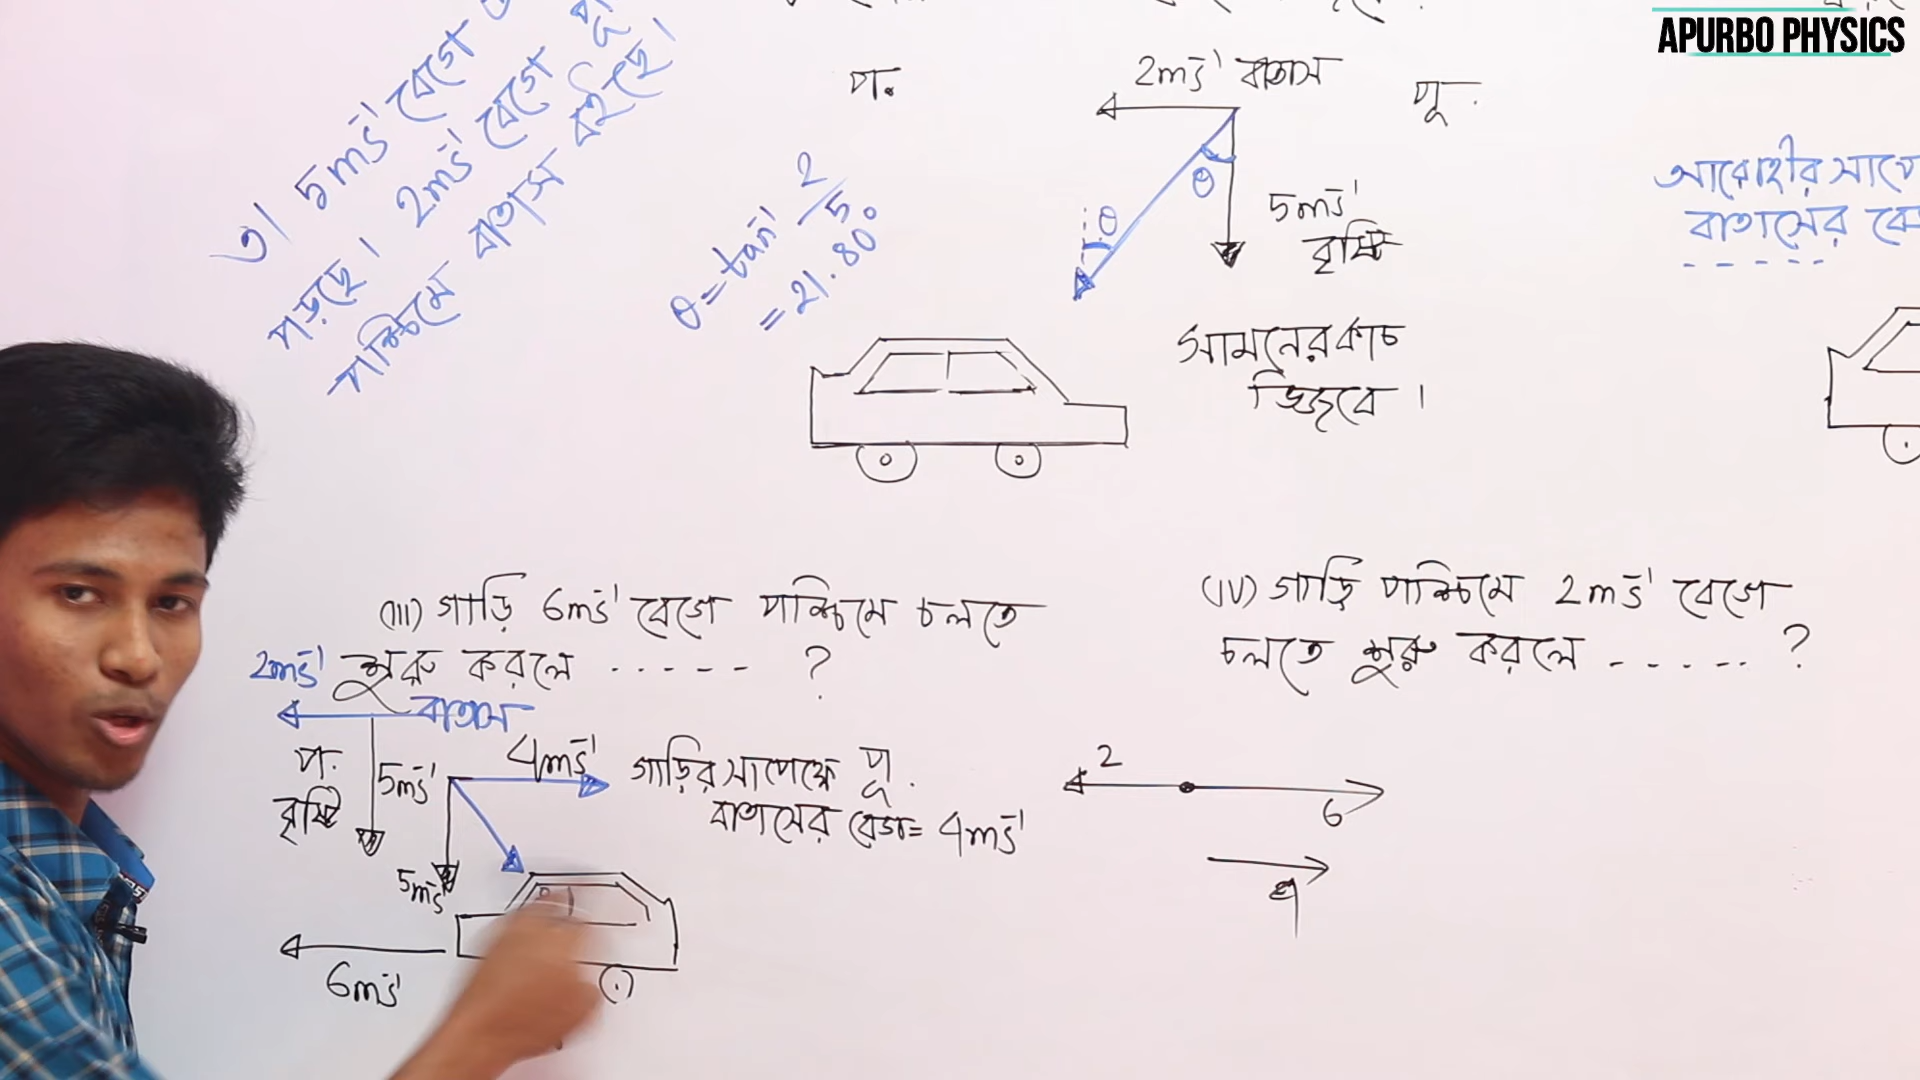 APURBO PHYSICS
৩। 5ms⁻¹ বেগে
পড়ছে। 2ms⁻¹ বেগে
পশ্চিমে বাতাস বইছে।
প.
2ms⁻¹ বাতাস
পূ.
θ
θ
5ms⁻¹
বৃষ্টি
θ = tan⁻¹ 2/5
= 21.80°
সামনের কাচ
ভিজবে।
আরোহীর সাপে
বাতাসের বে
- - - - -
(III) গাড়ি 6ms⁻¹ বেগে পশ্চিমে চলতে
শুরু করলে - - - - - ?
2ms⁻¹
বাতাস
প.
বৃষ্টি
5ms⁻¹
4ms⁻¹
5ms⁻¹
গাড়ির সাপেক্ষে পূ.
বাতাসের বেগ = 4ms⁻¹
6ms⁻¹
(IV) গাড়ি পশ্চিমে 2ms⁻¹ বেগে
চলতে শুরু করলে - - - - - ?
2
6